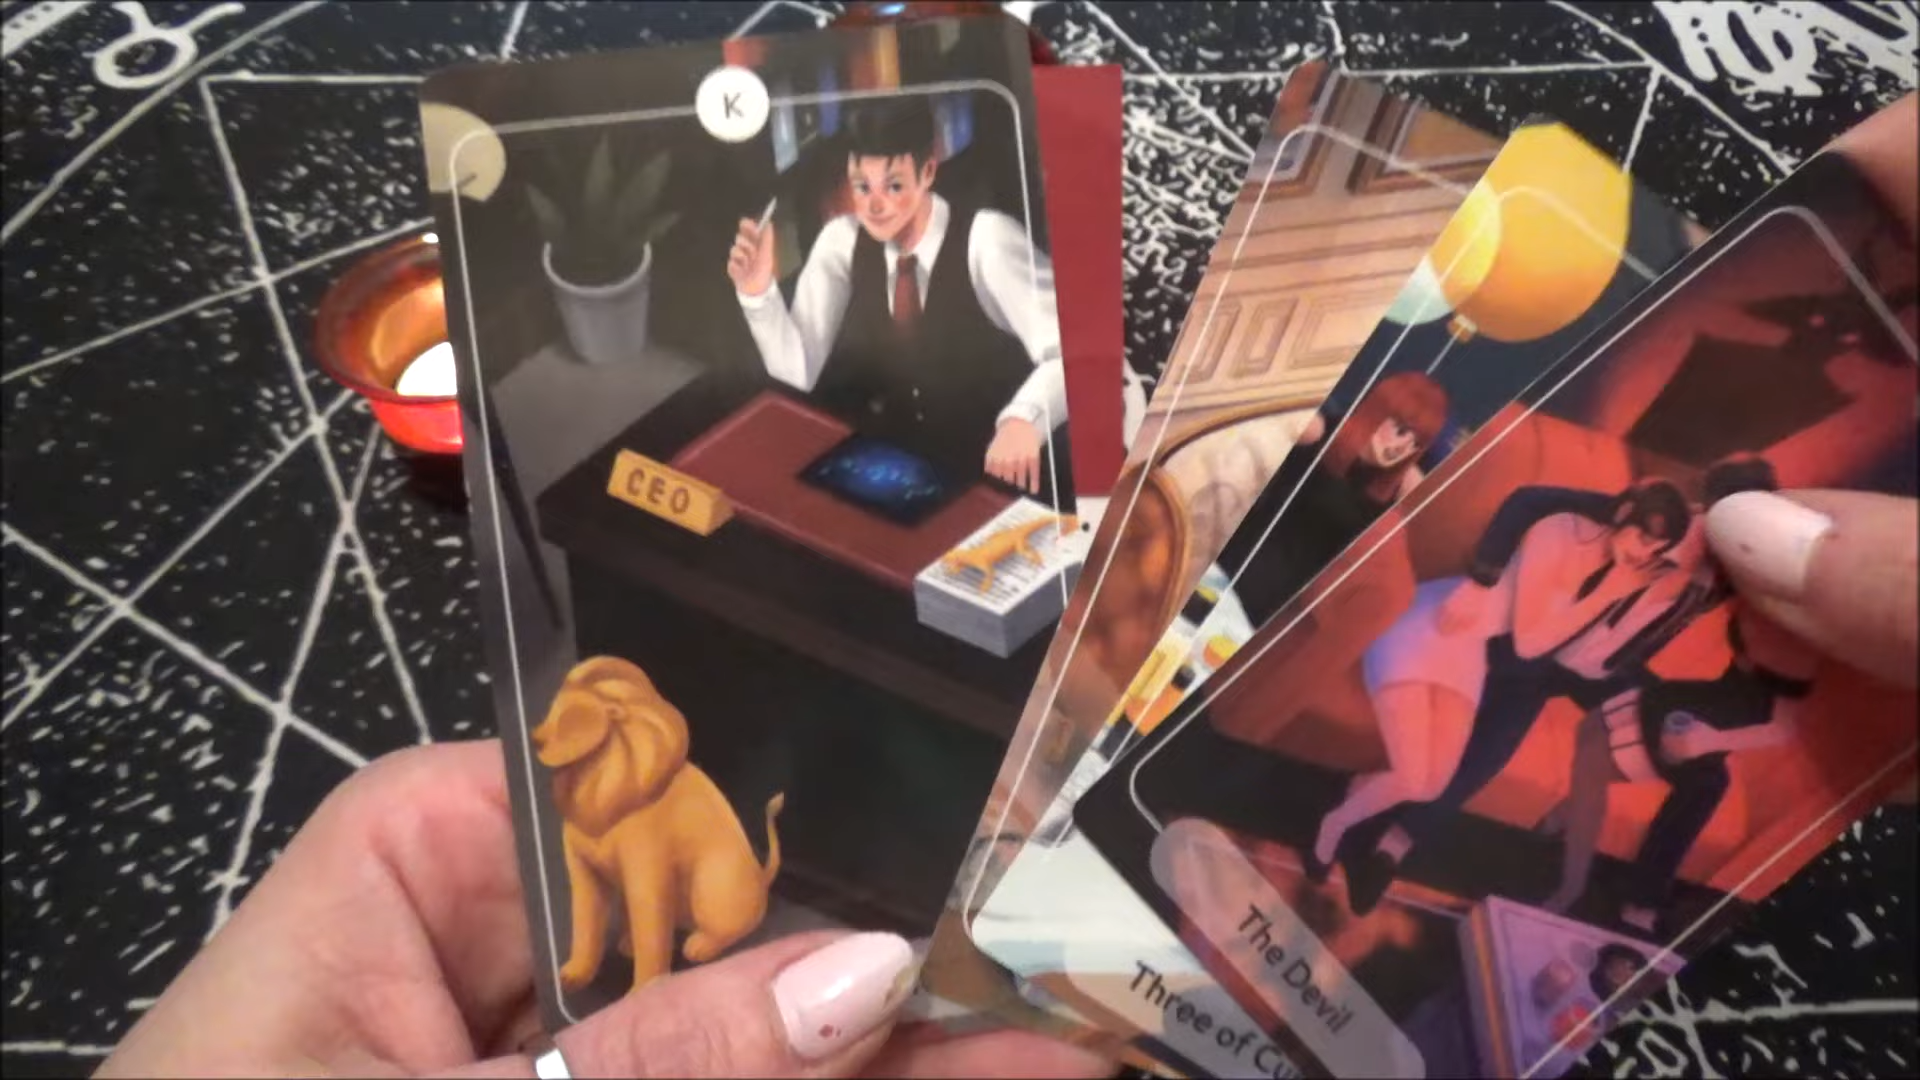 K
CEO
Three of Cu
The Devil